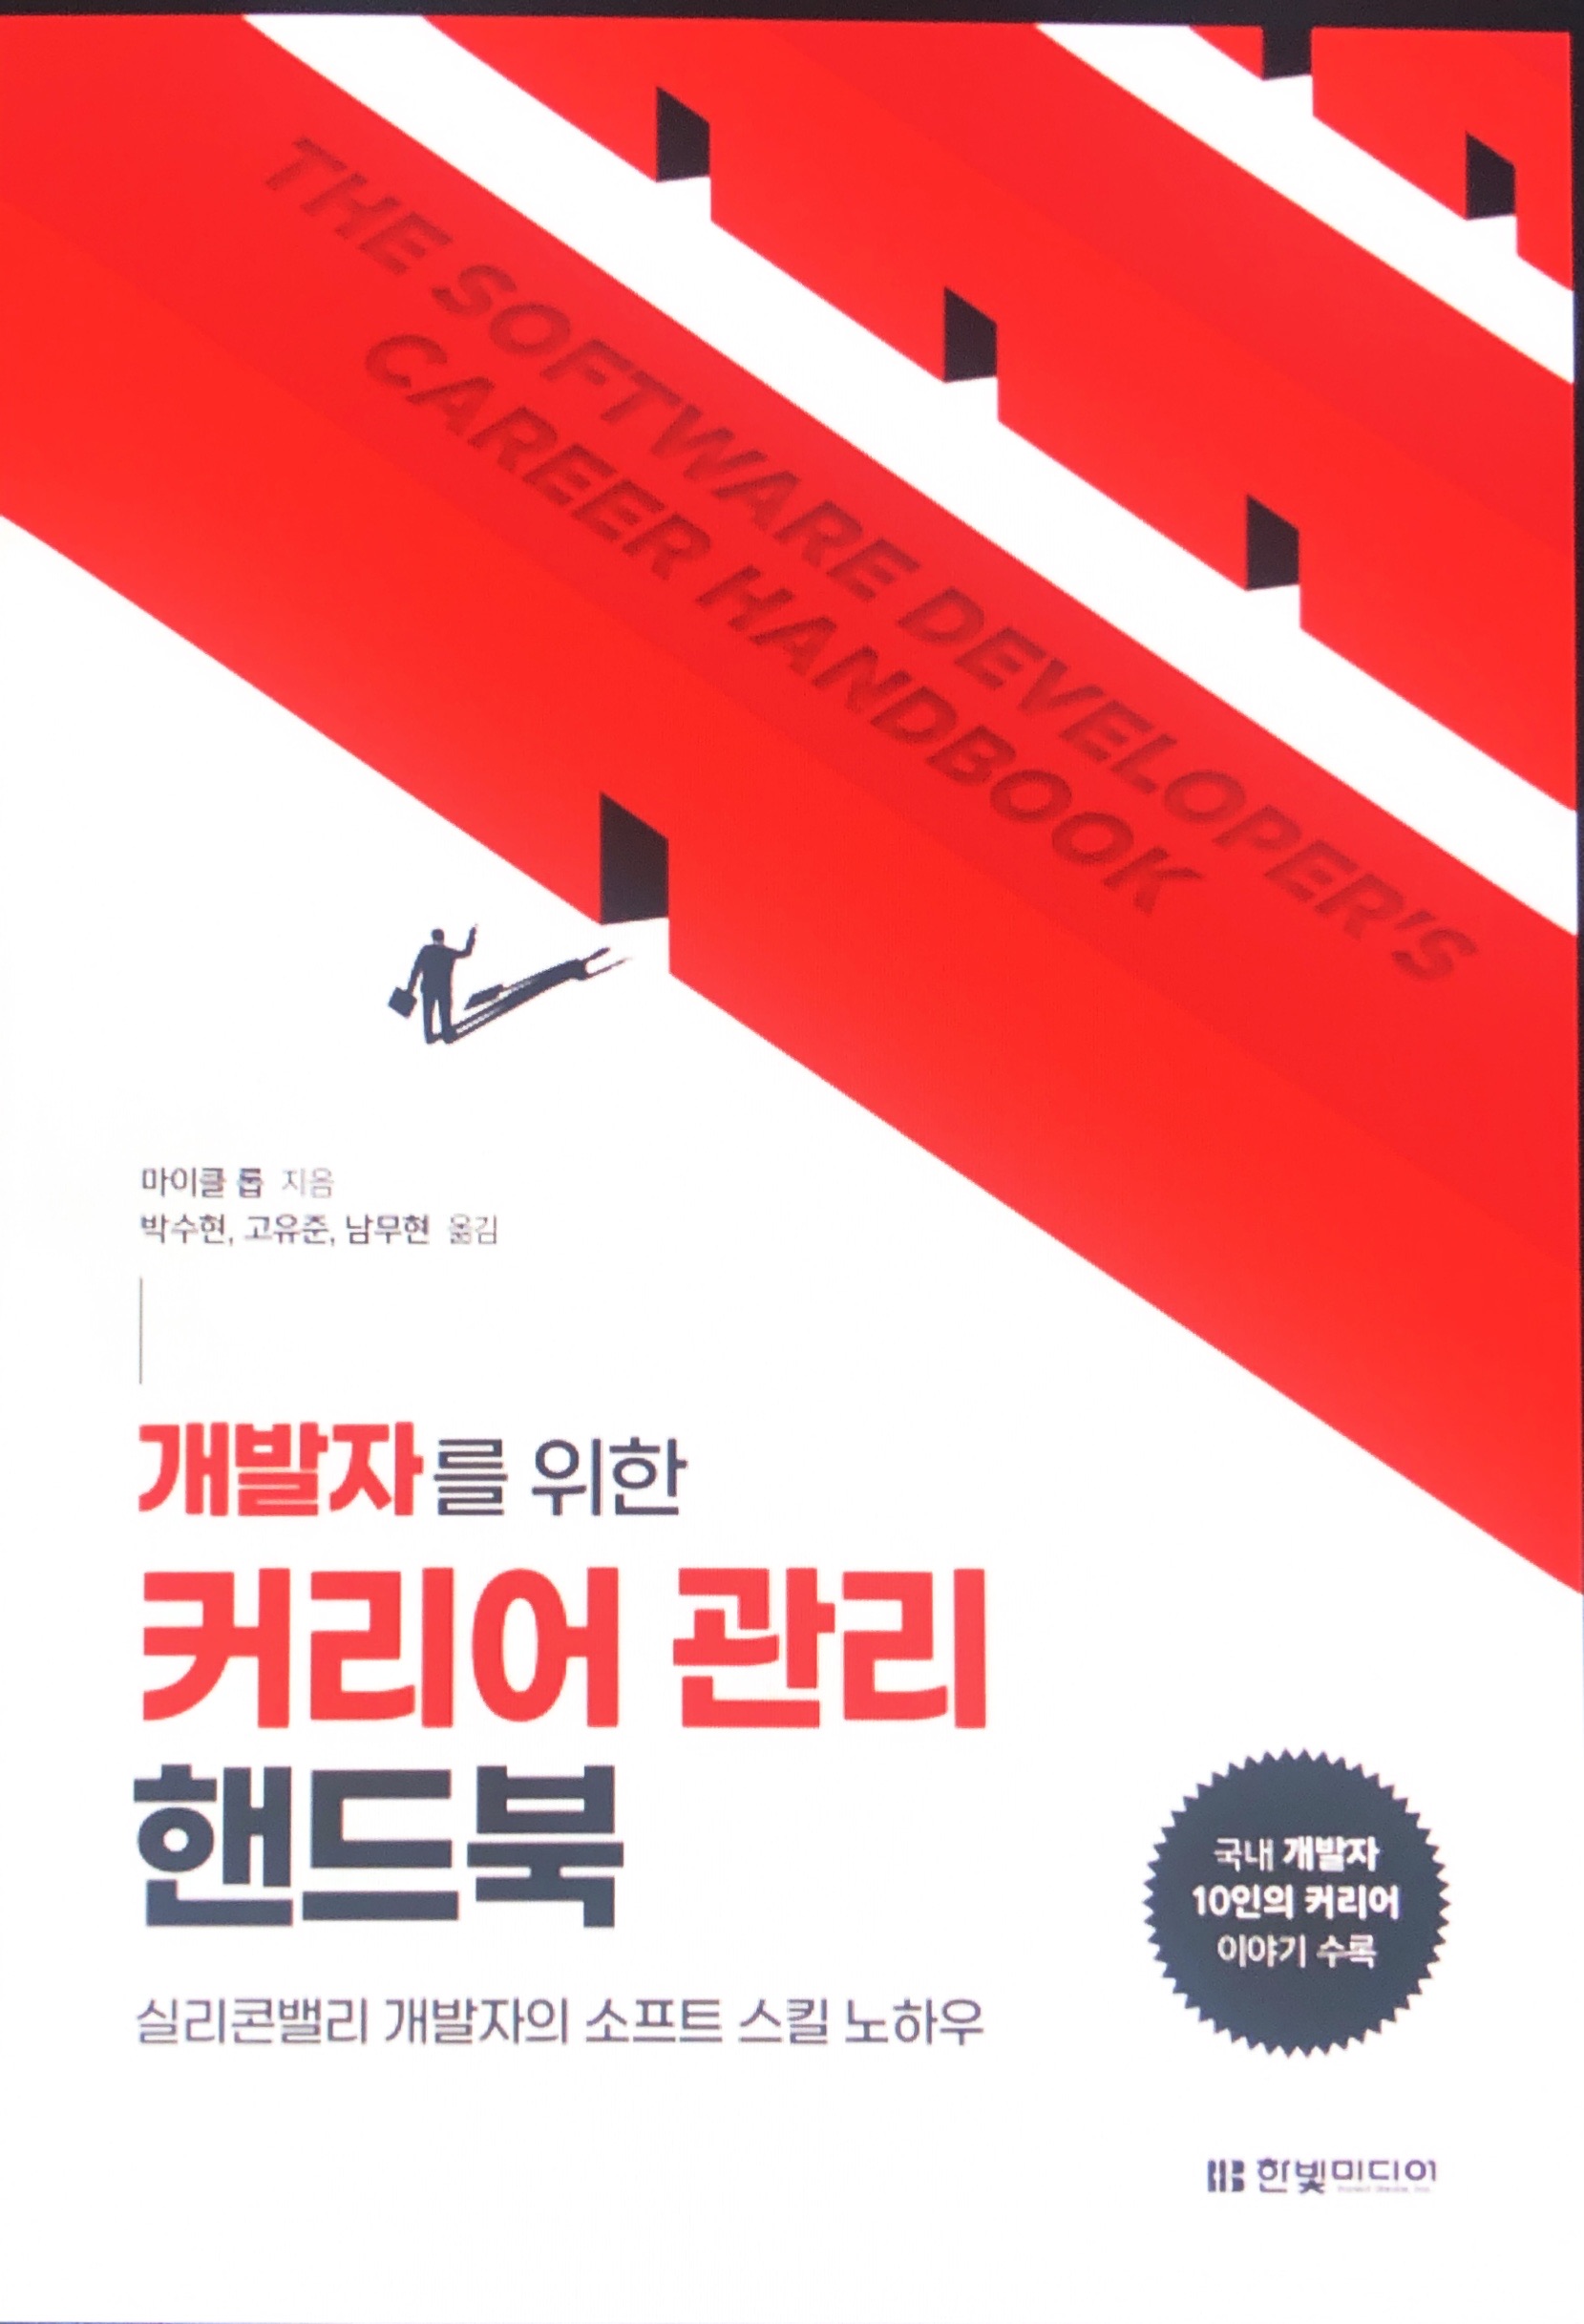 THE SOFTWARE DEVELOPER'S
CAREER HANDBOOK
마이클 롭 지음
박수현, 고유준, 남무현 옮김
개발자를 위한
커리어 관리
핸드북
실리콘밸리 개발자의 소프트 스킬 노하우
국내 개발자
10인의 커리어
이야기 수록
한빛미디어